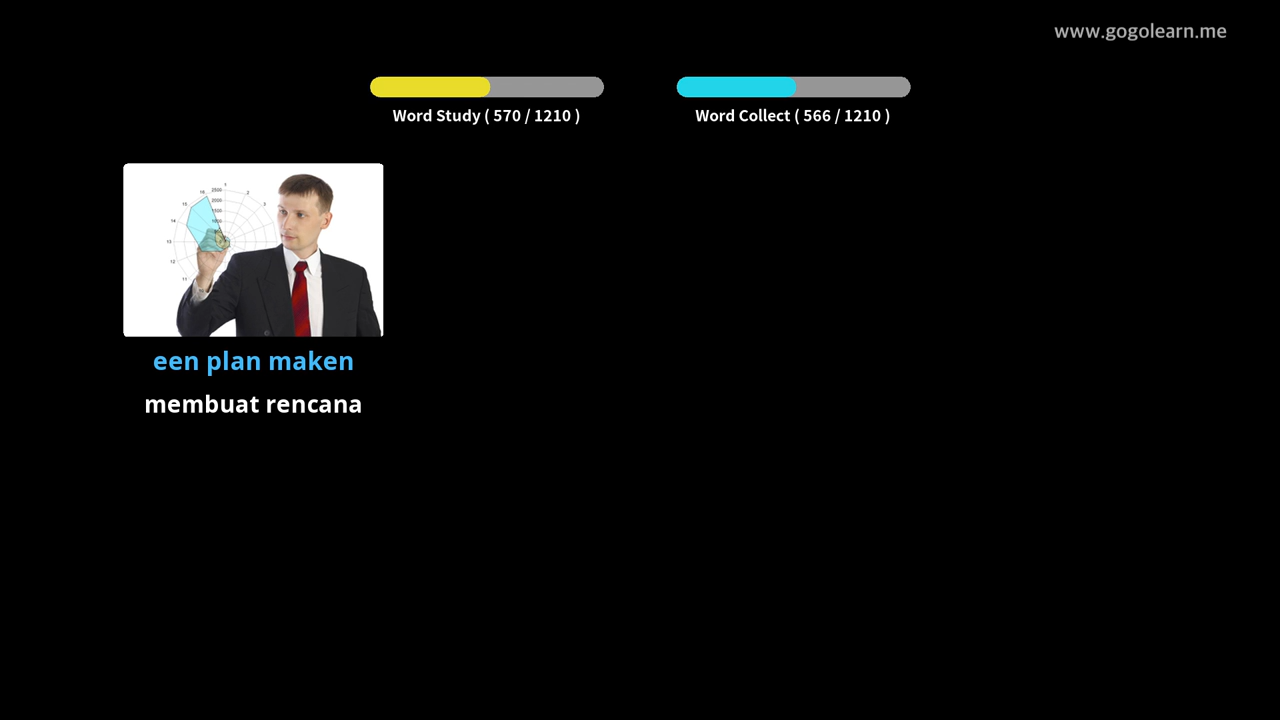 www.gogolearn.me
Word Study ( 570 / 1210 )
Word Collect ( 566 / 1210 )
een plan maken
membuat rencana